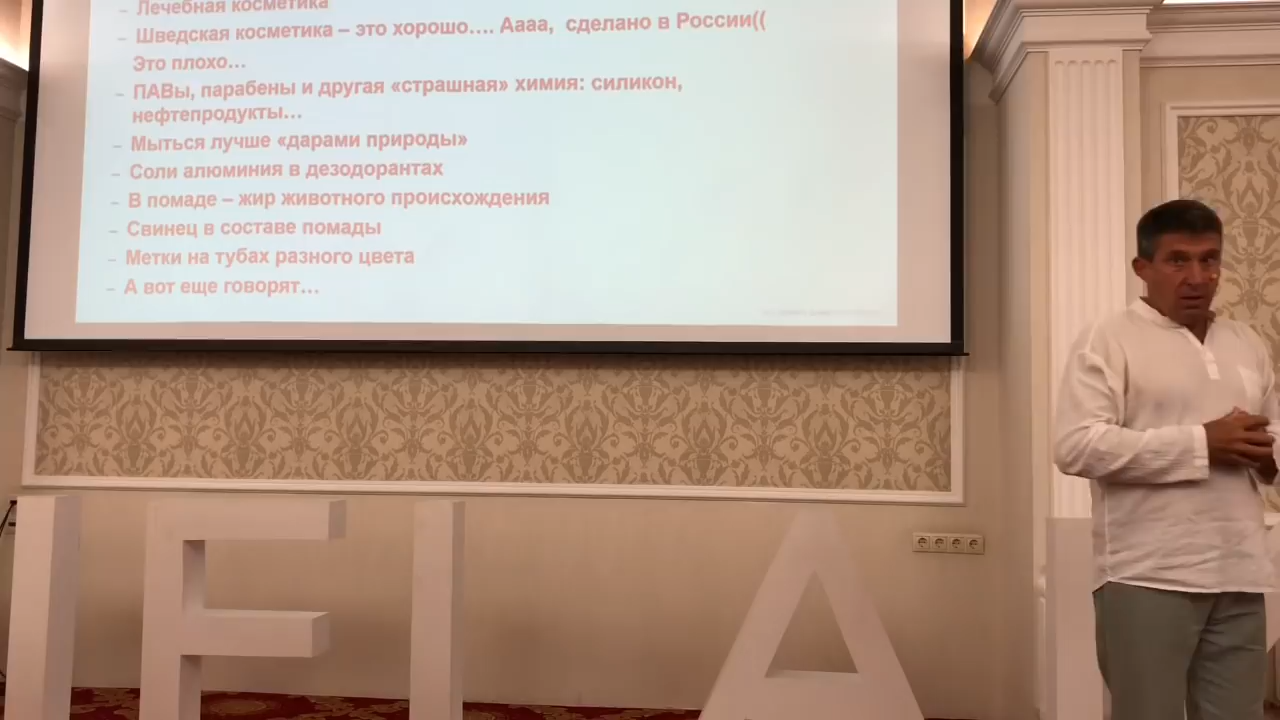 – Лечебная косметика
– Шведская косметика – это хорошо…. Аааа, сделано в России((
Это плохо…
– ПАВы, парабены и другая «страшная» химия: силикон,
нефтепродукты…
– Мыться лучше «дарами природы»
– Соли алюминия в дезодорантах
– В помаде – жир животного происхождения
– Свинец в составе помады
– Метки на тубах разного цвета
– А вот еще говорят…